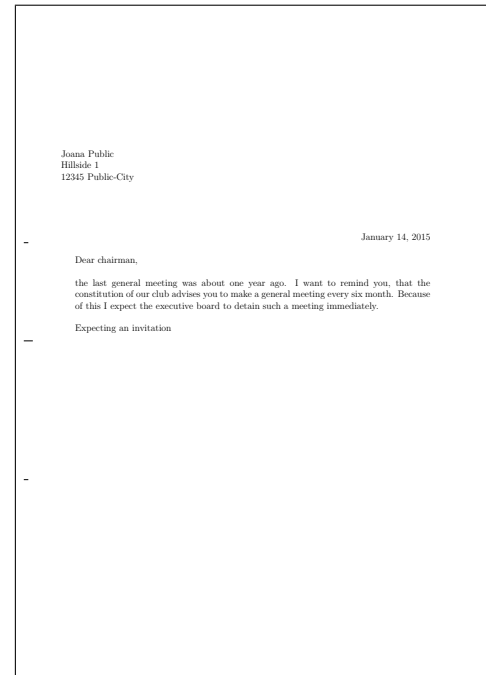 Joana Public
Hillside 1
12345 Public-City
January 14, 2015
Dear chairman,
the last general meeting was about one year ago. I want to remind you, that the
constitution of our club advises you to make a general meeting every six month. Because
of this I expect the executive board to detain such a meeting immediately.
Expecting an invitation